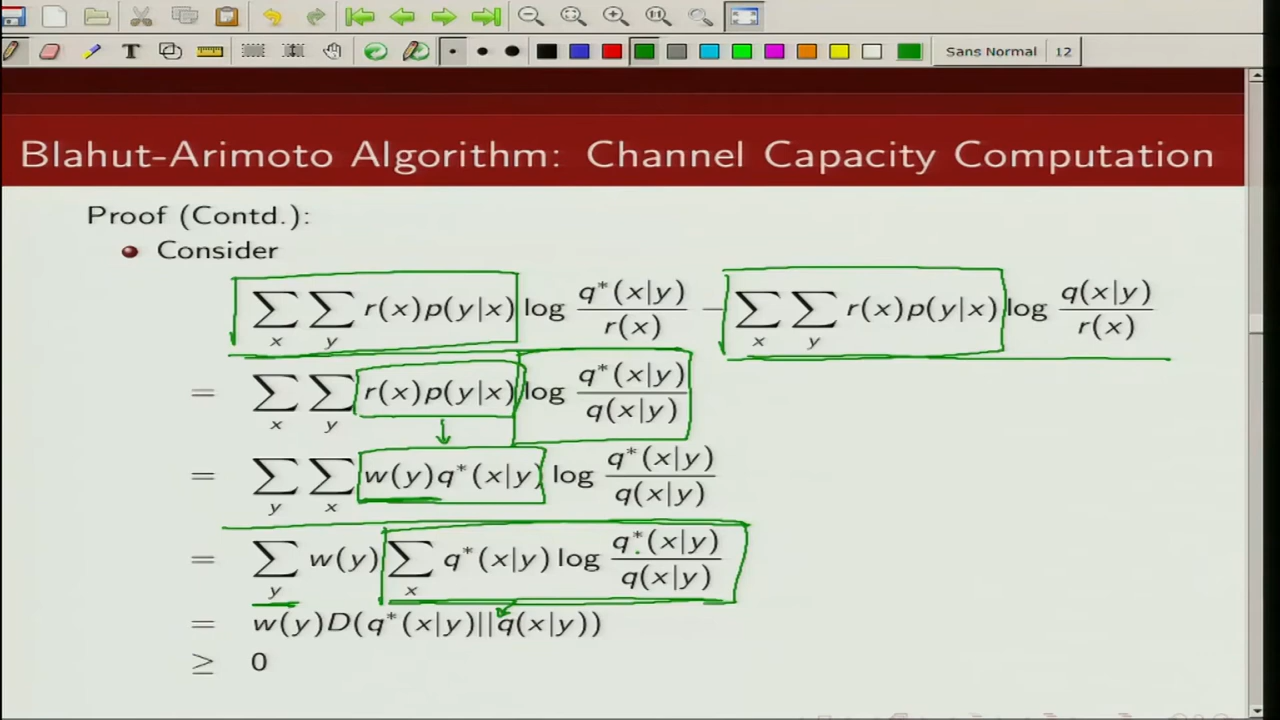 T Sans Normal 12
Blahut-Arimoto Algorithm: Channel Capacity Computation
Proof (Contd.):
Consider
∑_x ∑_y r(x)p(y|x) log q*(x|y)/r(x) − ∑_x ∑_y r(x)p(y|x) log q(x|y)/r(x)
= ∑_x ∑_y r(x)p(y|x) log q*(x|y)/q(x|y)
= ∑_y ∑_x w(y)q*(x|y) log q*(x|y)/q(x|y)
= ∑_y w(y) ∑_x q*(x|y) log q*(x|y)/q(x|y)
= w(y)D(q*(x|y)||q(x|y))
≥ 0